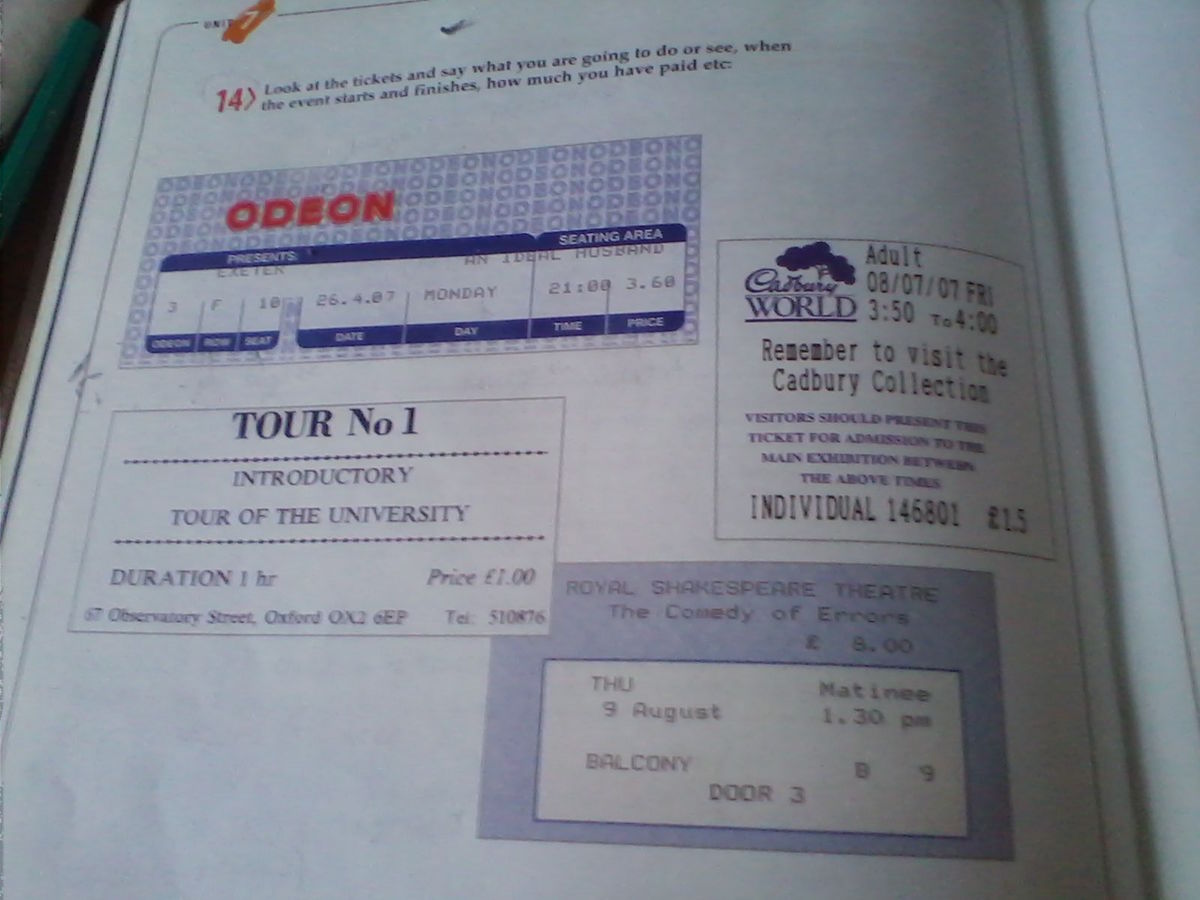 UNIT 7
14) Look at the tickets and say what you are going to do or see, when
the event starts and finishes, how much you have paid etc:
ODEON
PRESENTS: SEATING AREA
EXETER AN IDEAL HUSBAND
3 F 10 26.4.07 MONDAY 21:00 3.60
ODEON ROW SEAT DATE DAY TIME PRICE
Cadbury
WORLD
Adult
08/07/07 FRI
3:50 To 4:00
Remember to visit the
Cadbury Collection
VISITORS SHOULD PRESENT THIS
TICKET FOR ADMISSION TO THE
MAIN EXHIBITION BETWEEN
THE ABOVE TIMES
INDIVIDUAL 146801 £1.5
TOUR No 1
INTRODUCTORY
TOUR OF THE UNIVERSITY
DURATION 1 hr Price £1.00
67 Observatory Street, Oxford OX2 6EP Tel: 510876
ROYAL SHAKESPEARE THEATRE
The Comedy of Errors
£ 8.00
THU Matinee
9 August 1.30 pm
BALCONY B 9
DOOR 3